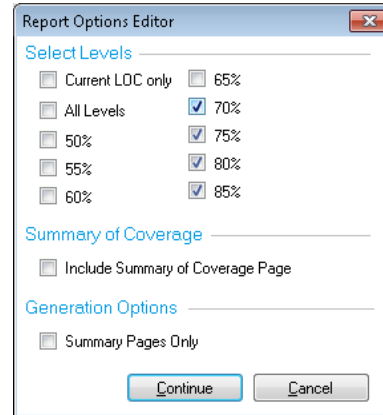 Report Options Editor
Select Levels
Current LOC only
65%
All Levels
70%
50%
75%
55%
80%
60%
85%
Summary of Coverage
Include Summary of Coverage Page
Generation Options
Summary Pages Only
Continue
Cancel